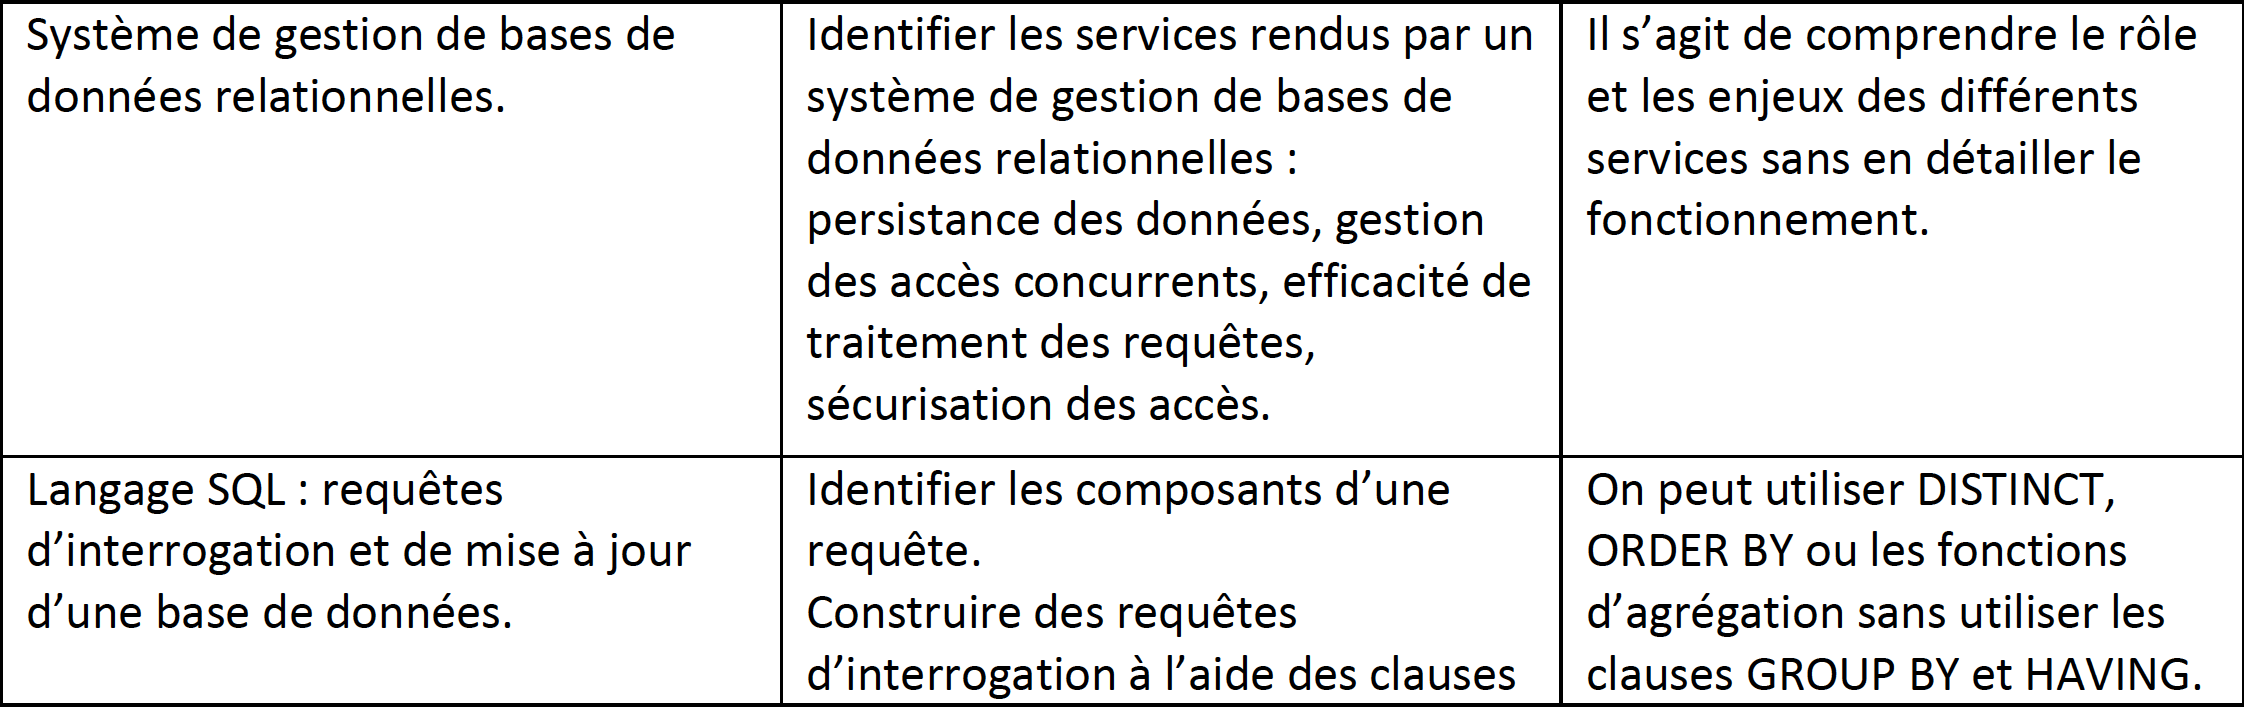 Système de gestion de bases de
données relationnelles.
Identifier les services rendus par un
système de gestion de bases de
données relationnelles :
persistance des données, gestion
des accès concurrents, efficacité de
traitement des requêtes,
sécurisation des accès.
Il s’agit de comprendre le rôle
et les enjeux des différents
services sans en détailler le
fonctionnement.
Langage SQL : requêtes
d’interrogation et de mise à jour
d’une base de données.
Identifier les composants d’une
requête.
Construire des requêtes
d’interrogation à l’aide des clauses
On peut utiliser DISTINCT,
ORDER BY ou les fonctions
d’agrégation sans utiliser les
clauses GROUP BY et HAVING.